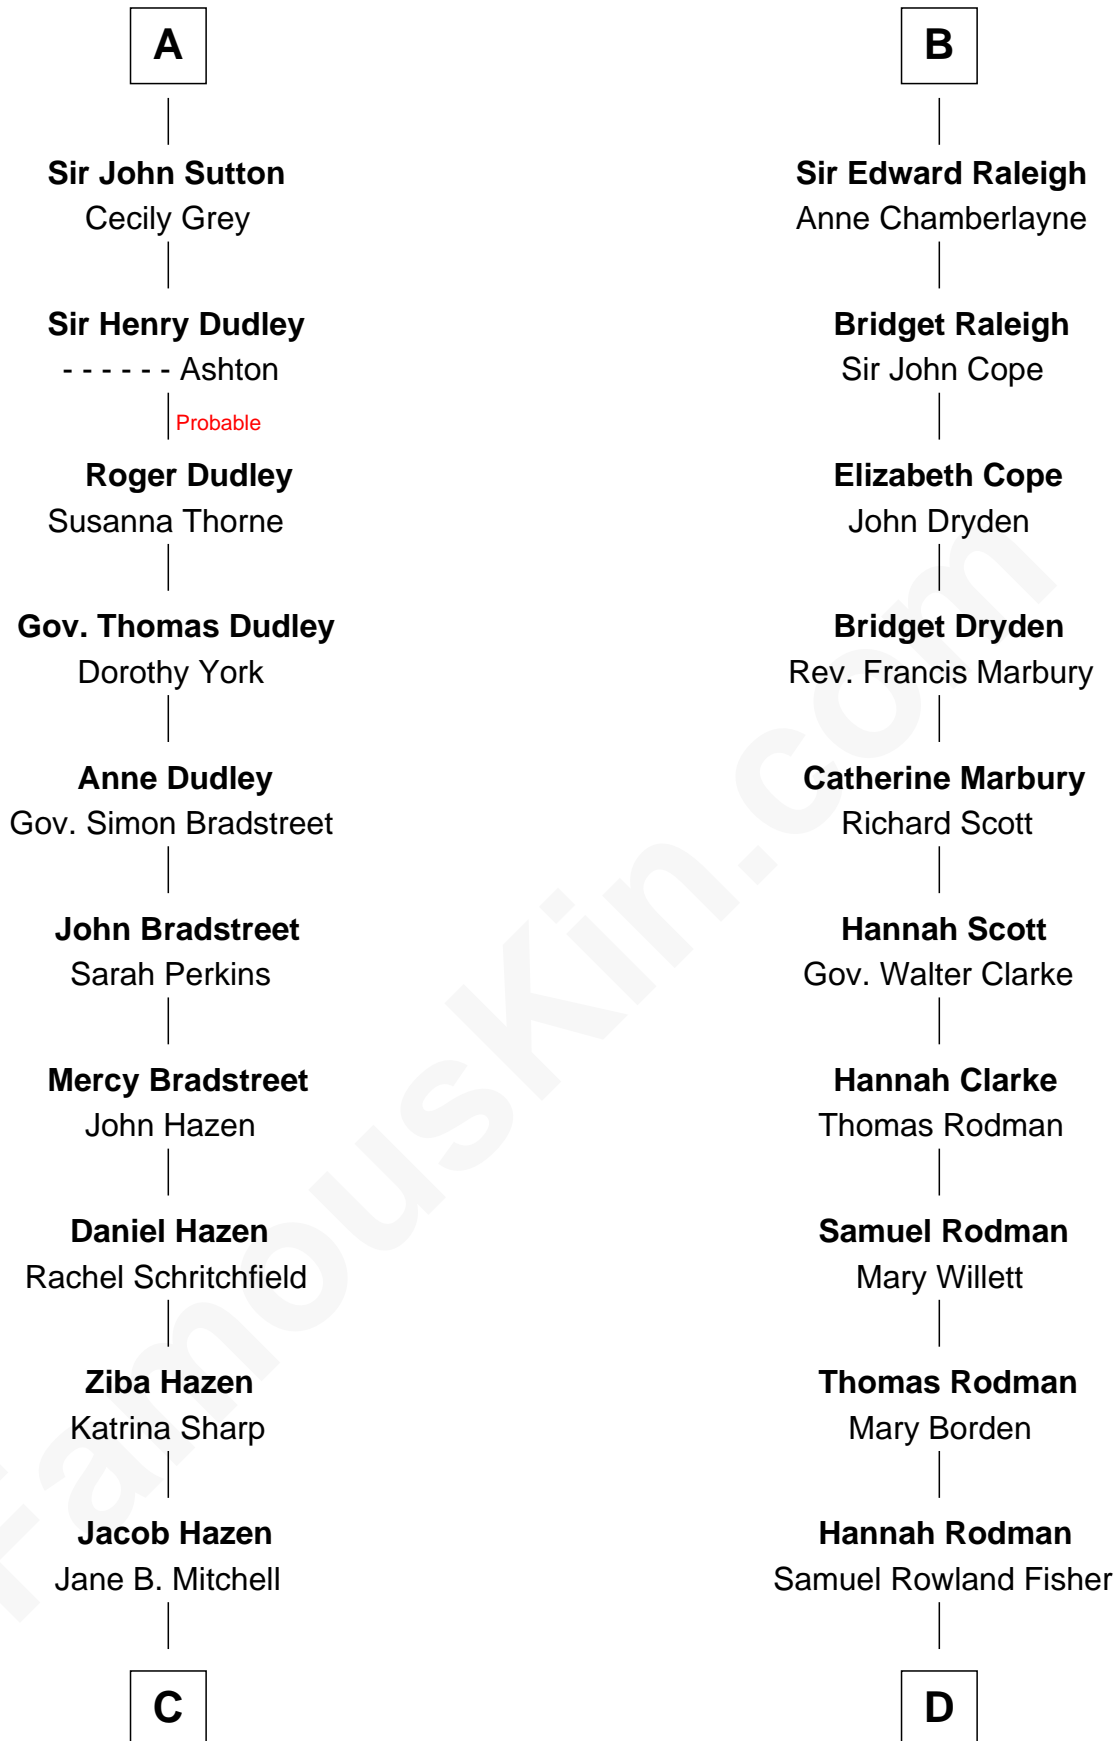 A
Sir John Sutton
Cecily Grey
Sir Henry Dudley
- - - - - - Ashton
Probable
Roger Dudley
Susanna Thorne
Gov. Thomas Dudley
Dorothy York
Anne Dudley
Gov. Simon Bradstreet
John Bradstreet
Sarah Perkins
Mercy Bradstreet
John Hazen
Daniel Hazen
Rachel Schritchfield
Ziba Hazen
Katrina Sharp
Jacob Hazen
Jane B. Mitchell
C
B
Sir Edward Raleigh
Anne Chamberlayne
Bridget Raleigh
Sir John Cope
Elizabeth Cope
John Dryden
Bridget Dryden
Rev. Francis Marbury
Catherine Marbury
Richard Scott
Hannah Scott
Gov. Walter Clarke
Hannah Clarke
Thomas Rodman
Samuel Rodman
Mary Willett
Thomas Rodman
Mary Borden
Hannah Rodman
Samuel Rowland Fisher
D
FamousKin.com